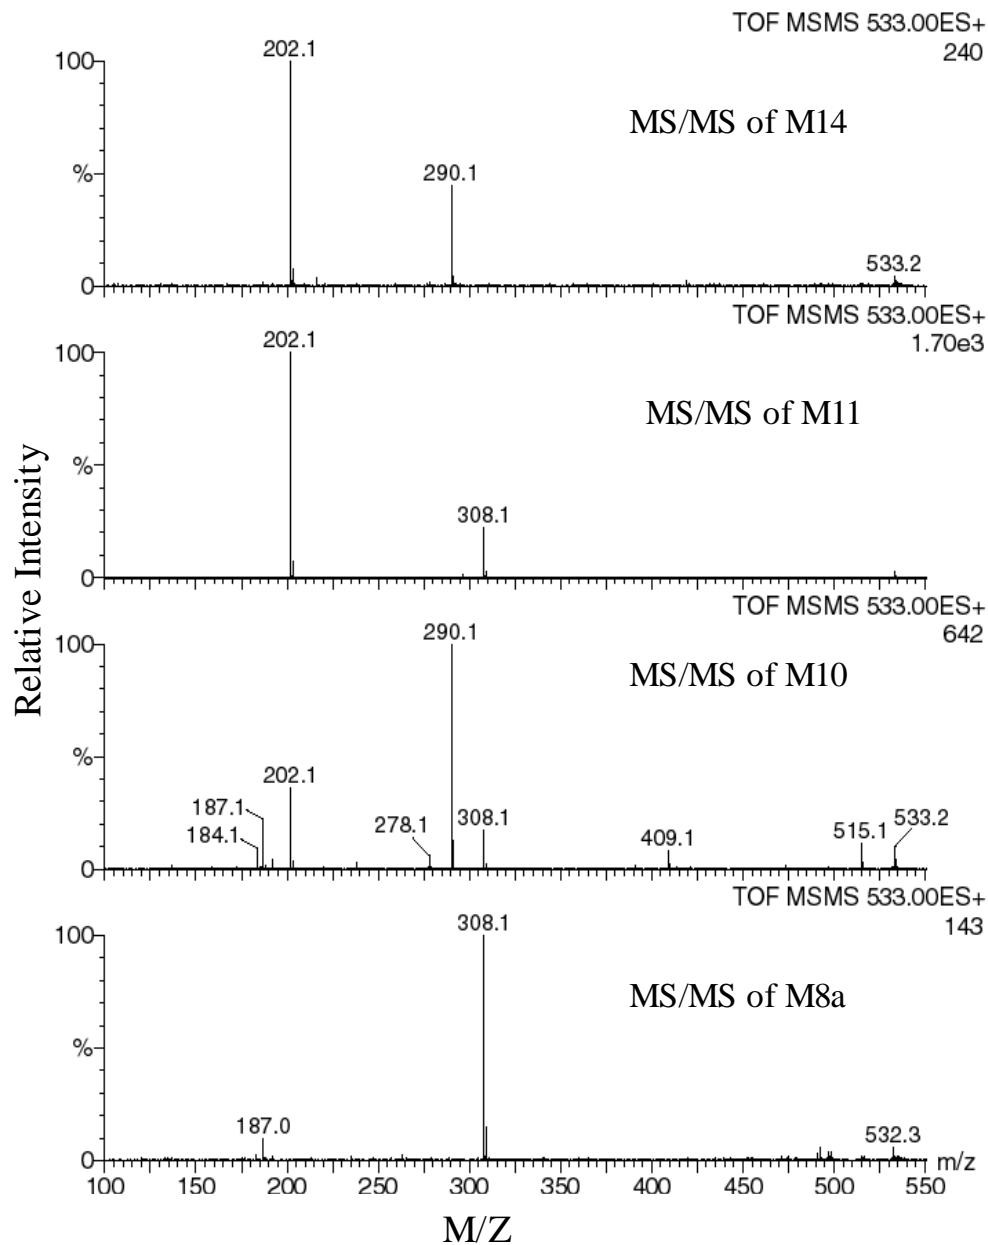 TOF MSMS 533.00ES+
240
100
202.1
MS/MS of M14
%
290.1
533.2
0
TOF MSMS 533.00ES+
1.70e3
100
202.1
MS/MS of M11
%
308.1
0
TOF MSMS 533.00ES+
642
100
290.1
MS/MS of M10
%
202.1
187.1
184.1
278.1
308.1
409.1
515.1
533.2
0
TOF MSMS 533.00ES+
143
100
308.1
MS/MS of M8a
%
187.0
532.3
0
m/z
100 150 200 250 300 350 400 450 500 550
M/Z
Relative Intensity